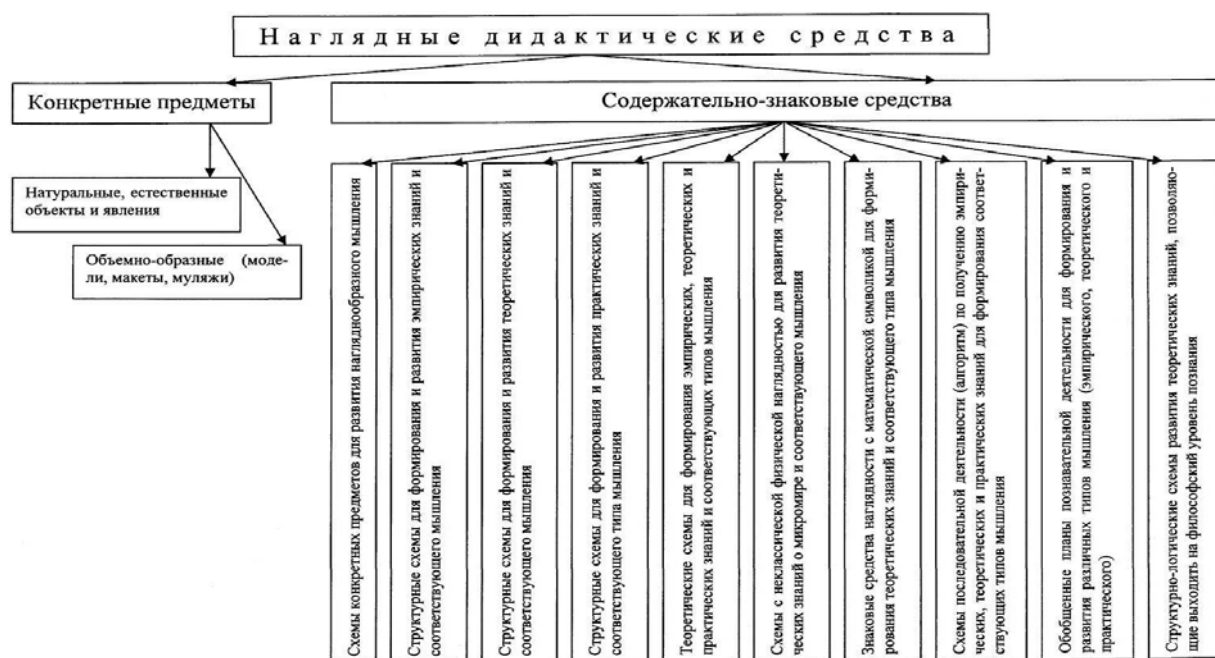 Наглядные дидактические средства
Конкретные предметы
Содержательно-знаковые средства
Натуральные, естественные
объекты и явления
Объемно-образные (моде-
ли, макеты, муляжи)
Схемы конкретных предметов для развития нагляднообразного мышления
Структурные схемы для формирования и развития эмпирических знаний и
соответствующего мышления
Структурные схемы для формирования и развития теоретических знаний и
соответствующего мышления
Структурные схемы для формирования и развития практических знаний и
соответствующего типа мышления
Теоретические схемы для формирования эмпирических, теоретических и
практических знаний и соответствующих типов мышления
Схемы с неклассической физической наглядностью для развития теорети-
ческих знаний о микромире и соответствующего мышления
Знаковые средства наглядности с математической символикой для форми-
рования теоретических знаний и соответствующего типа мышления
Схемы последовательной деятельности (алгоритм) по получению эмпири-
ческих, теоретических и практических знаний для формирования соответ-
ствующих типов мышления
Обобщенные планы познавательной деятельности для формирования и
развития различных типов мышления (эмпирического, теоретического и
практического)
Структурно-логические схемы развития теоретических знаний, позволяю-
щие выходить на философский уровень познания